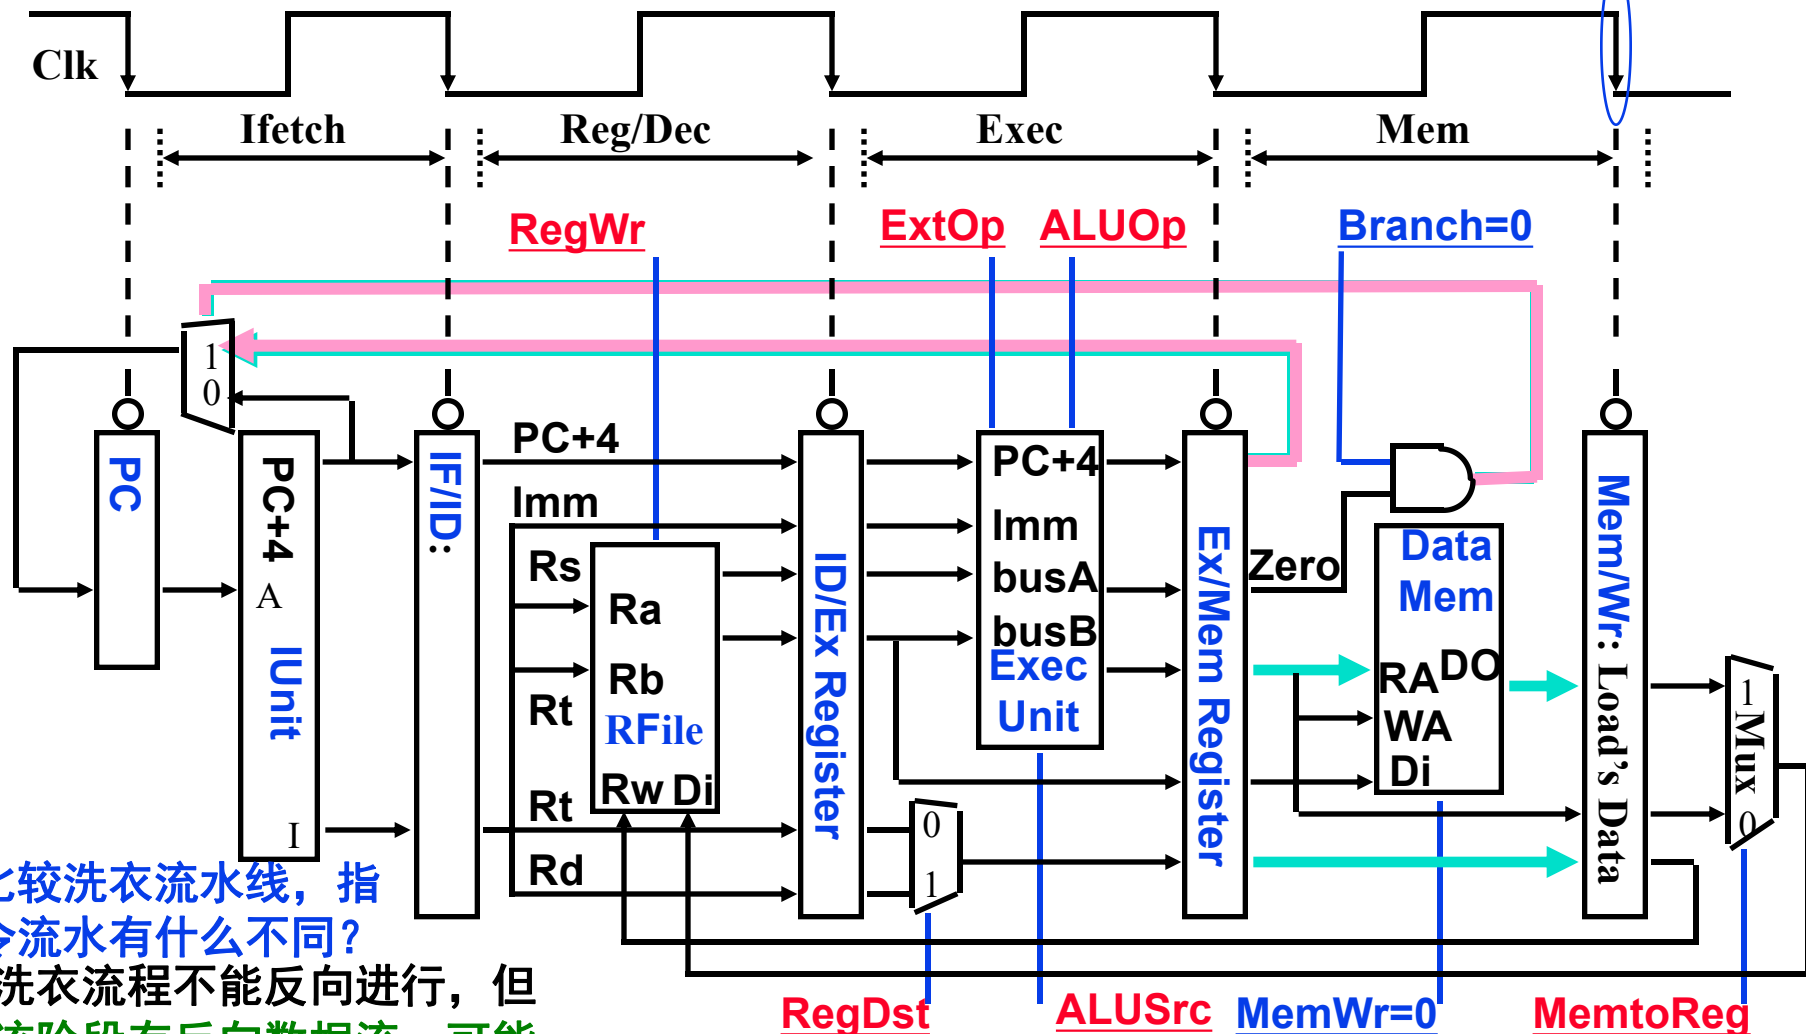 Clk
Ifetch
Reg/Dec
Exec
Mem
RegWr
ExtOp
ALUOp
Branch=0
1
0
PC
PC+4
A
IUnit
I
IF/ID:
PC+4
Imm
Rs
Rt
Rt
Rd
Ra
Rb
RFile
Rw Di
ID/Ex Register
PC+4
Imm
busA
busB
Exec
Unit
0
1
Ex/Mem Register
Zero
Data
Mem
RA DO
WA
Di
Mem/Wr: Load's Data
1
Mux
0
比较洗衣流水线，指
令流水有什么不同？
洗衣流程不能反向进行，但
RegDst
ALUSrc
MemWr=0
MemtoReg